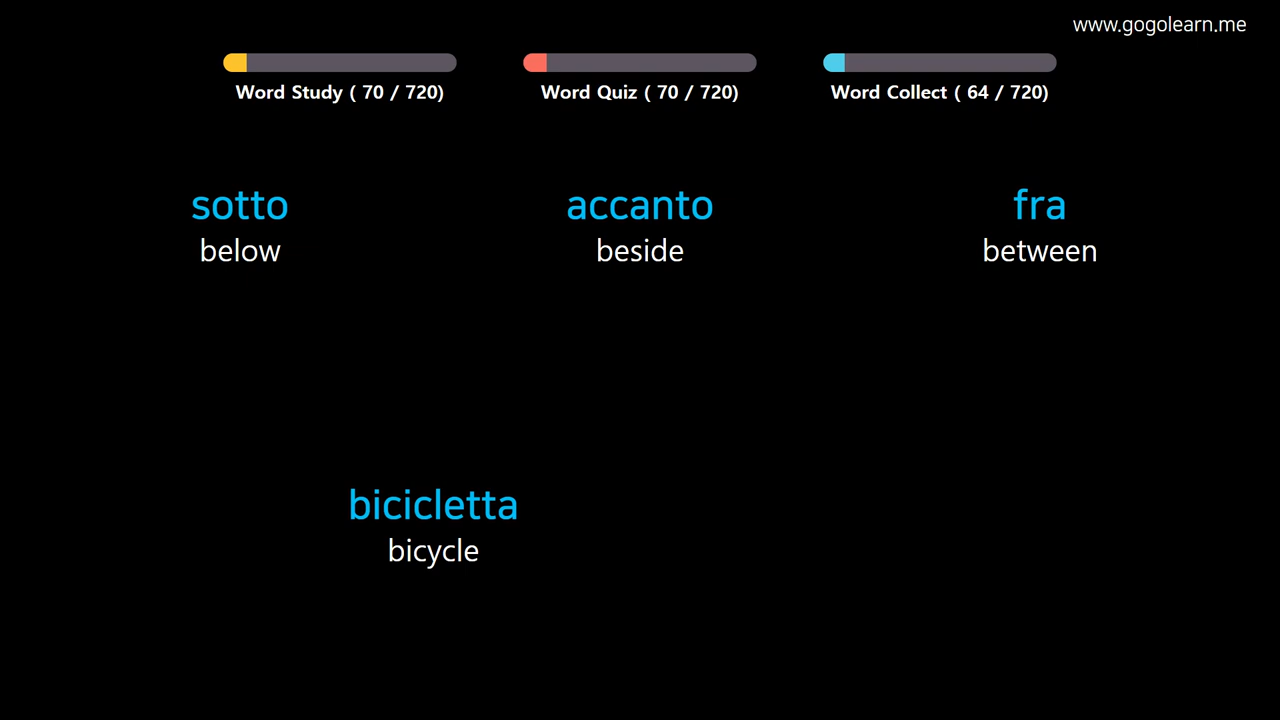 www.gogolearn.me
Word Study ( 70 / 720)
Word Quiz ( 70 / 720)
Word Collect ( 64 / 720)
sotto
below
accanto
beside
fra
between
bicicletta
bicycle